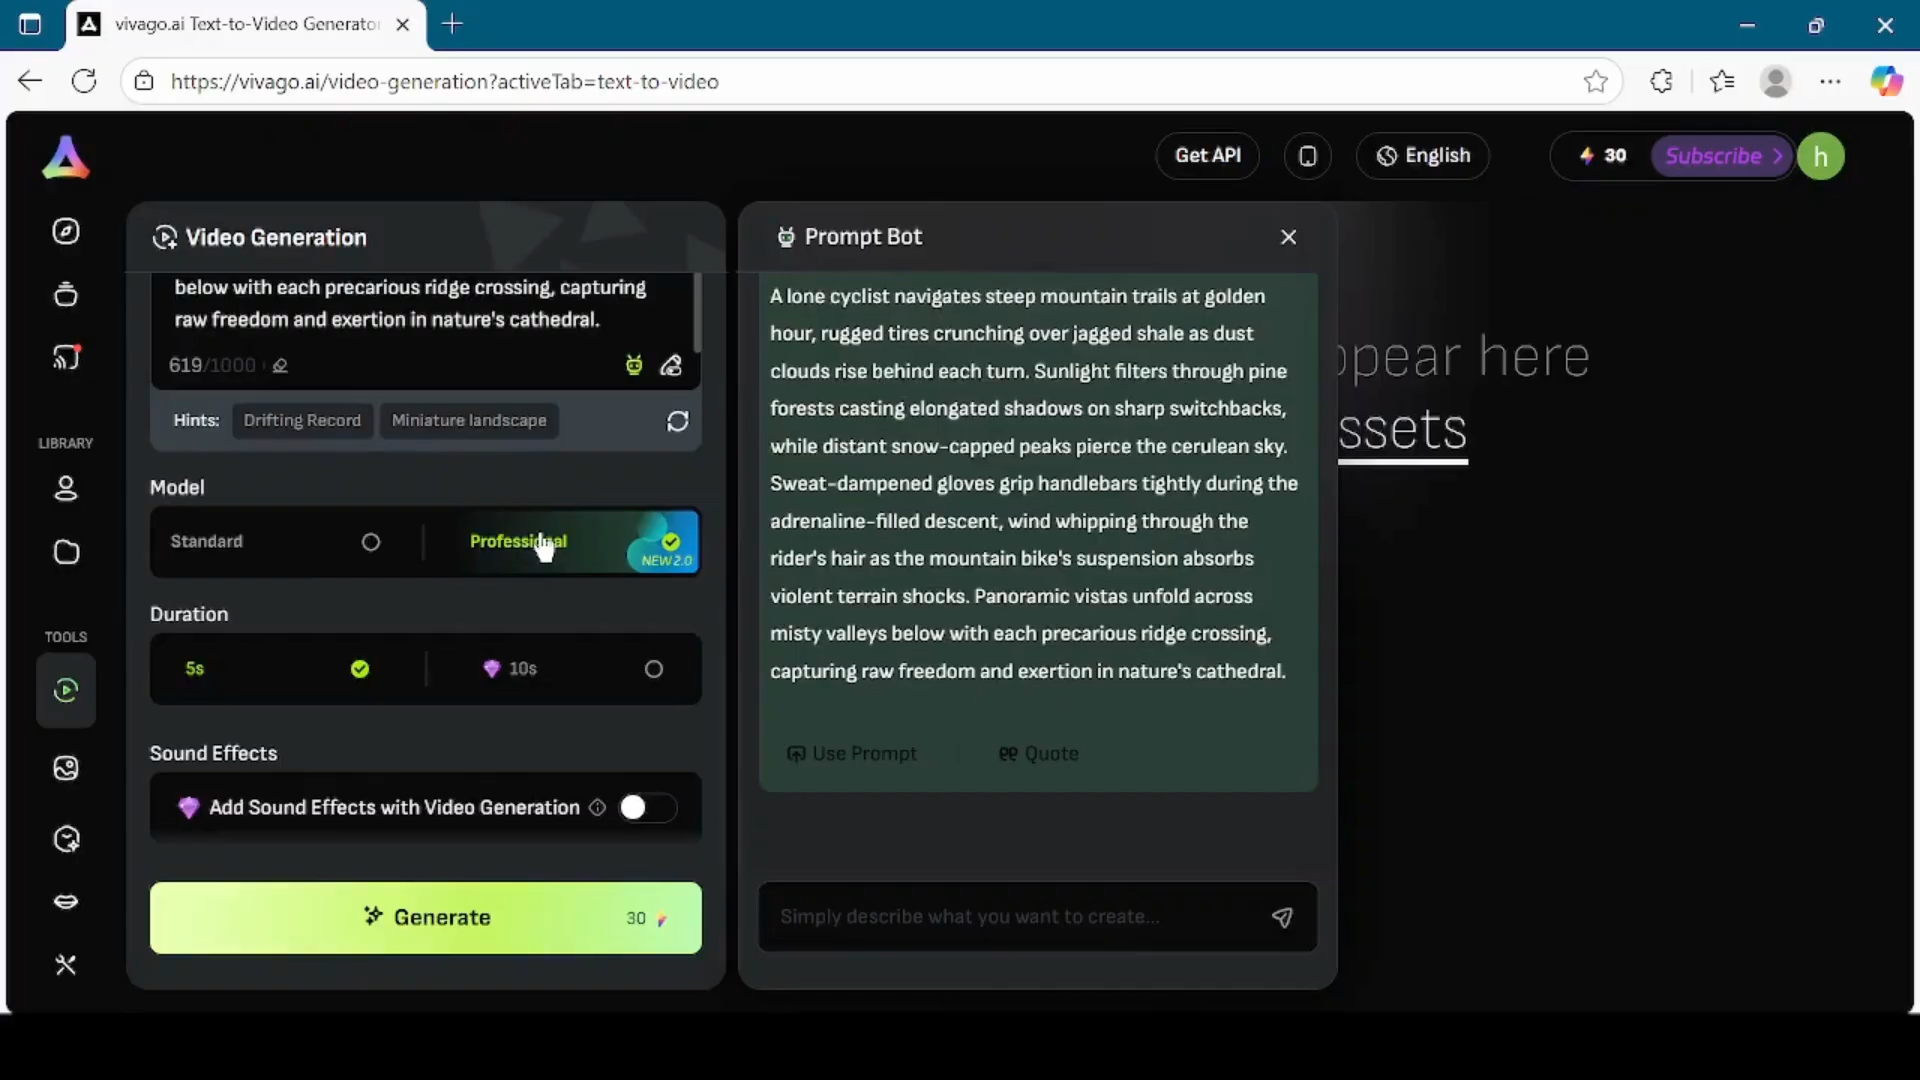 vivago.ai Text-to-Video Generator
https://vivago.ai/video-generation?activeTab=text-to-video
Get API
English
30
Subscribe >
h
Video Generation
below with each precarious ridge crossing, capturing
raw freedom and exertion in nature's cathedral.
619/1000
Hints:
Drifting Record
Miniature landscape
Model
Standard
Professional
NEW 2.0
Duration
5s
10s
Sound Effects
Add Sound Effects with Video Generation
Generate
30
Prompt Bot
A lone cyclist navigates steep mountain trails at golden
hour, rugged tires crunching over jagged shale as dust
clouds rise behind each turn. Sunlight filters through pine
forests casting elongated shadows on sharp switchbacks,
while distant snow-capped peaks pierce the cerulean sky.
Sweat-dampened gloves grip handlebars tightly during the
adrenaline-filled descent, wind whipping through the
rider's hair as the mountain bike's suspension absorbs
violent terrain shocks. Panoramic vistas unfold across
misty valleys below with each precarious ridge crossing,
capturing raw freedom and exertion in nature's cathedral.
Use Prompt
Quote
Simply describe what you want to create...
ppear here
ssets
LIBRARY
TOOLS